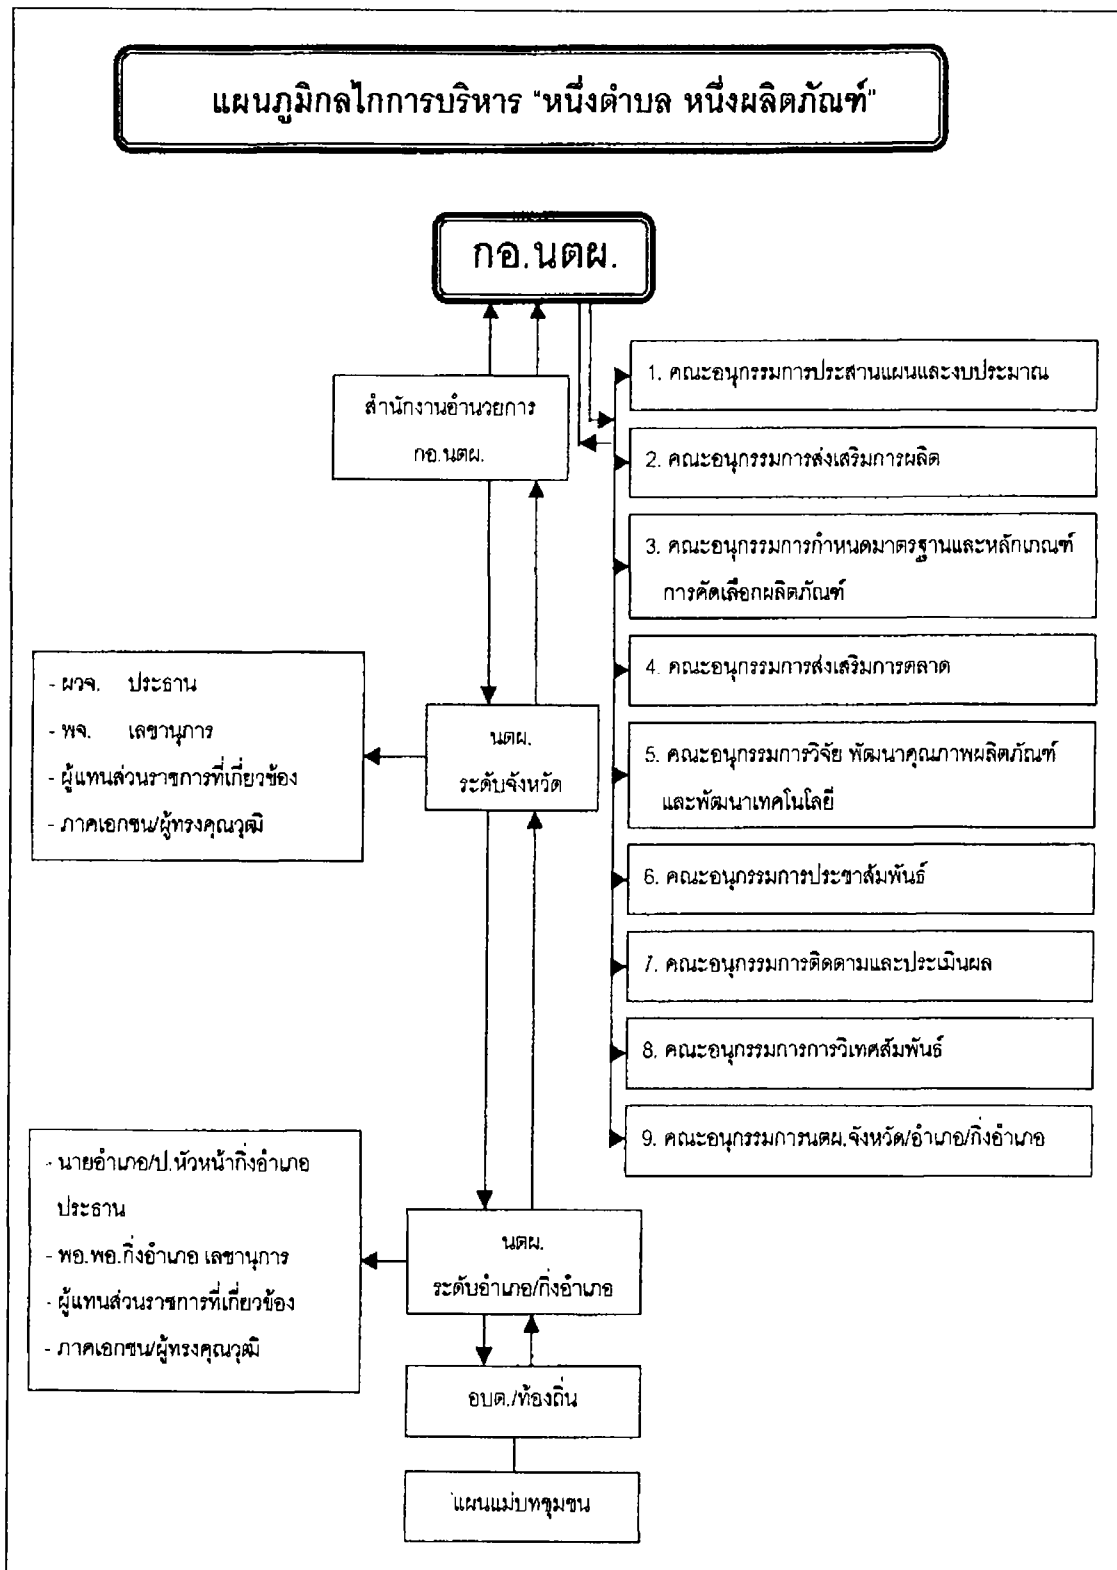 แผนภูมิกลไกการบริหาร "หนึ่งตำบล หนึ่งผลิตภัณฑ์"
กอ.นตผ.
สำนักงานอำนวยการ
กอ.นตผ.
1. คณะอนุกรรมการประสานแผนและงบประมาณ
2. คณะอนุกรรมการส่งเสริมการผลิต
3. คณะอนุกรรมการกำหนดมาตรฐานและหลักเกณฑ์
การคัดเลือกผลิตภัณฑ์
4. คณะอนุกรรมการส่งเสริมการตลาด
5. คณะอนุกรรมการวิจัย พัฒนาคุณภาพผลิตภัณฑ์
และพัฒนาเทคโนโลยี
6. คณะอนุกรรมการประชาสัมพันธ์
7. คณะอนุกรรมการติดตามและประเมินผล
8. คณะอนุกรรมการการวิเทศสัมพันธ์
9. คณะอนุกรรมการนตผ.จังหวัด/อำเภอ/กิ่งอำเภอ
- ผวจ. ประธาน
- พจ. เลขานุการ
- ผู้แทนส่วนราชการที่เกี่ยวข้อง
- ภาคเอกชน/ผู้ทรงคุณวุฒิ
นตผ.
ระดับจังหวัด
- นายอำเภอ/ป.หัวหน้ากิ่งอำเภอ
ประธาน
- พอ.พอ.กิ่งอำเภอ เลขานุการ
- ผู้แทนส่วนราชการที่เกี่ยวข้อง
- ภาคเอกชน/ผู้ทรงคุณวุฒิ
นตผ.
ระดับอำเภอ/กิ่งอำเภอ
อบต./ท้องถิ่น
แผนแม่บทชุมชน